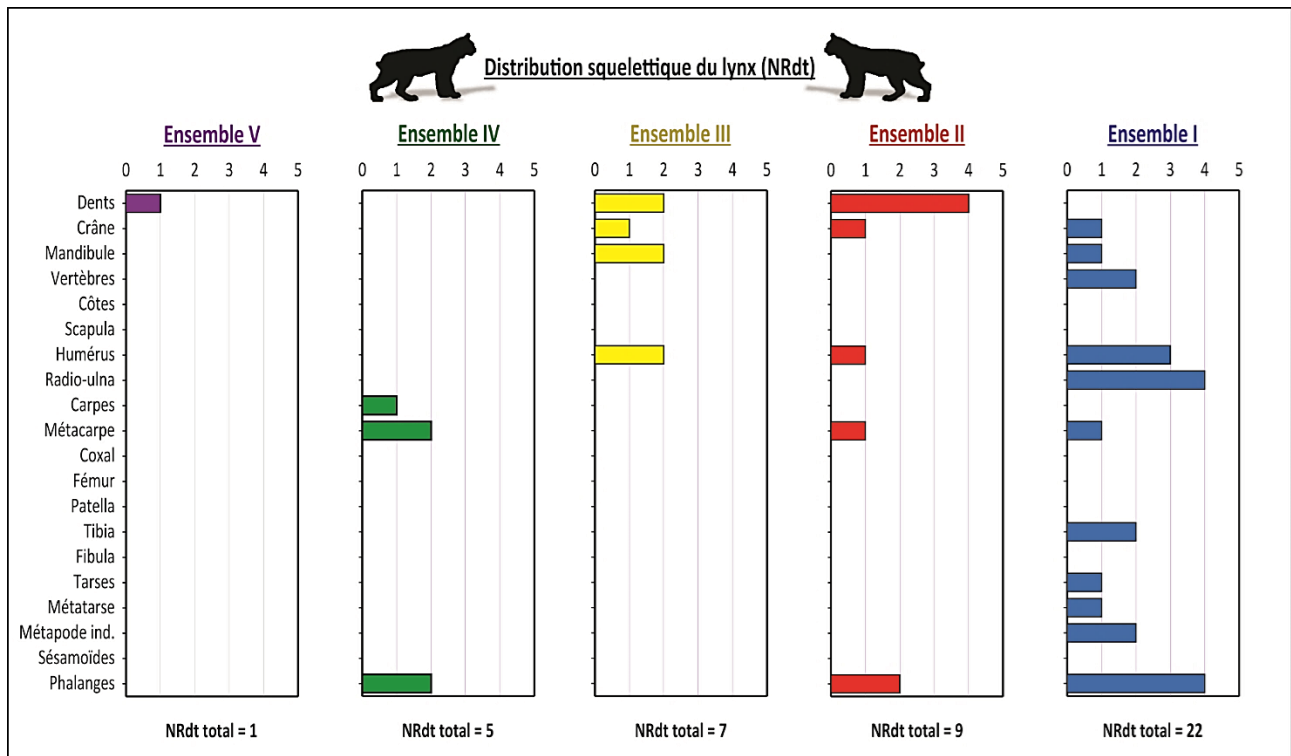 Distribution squelettique du lynx (NRdt)
Ensemble V Ensemble IV Ensemble III Ensemble II Ensemble I
0 1 2 3 4 5 0 1 2 3 4 5 0 1 2 3 4 5 0 1 2 3 4 5 0 1 2 3 4 5
Dents
Crâne
Mandibule
Vertèbres
Côtes
Scapula
Humérus
Radio-ulna
Carpes
Métacarpe
Coxal
Fémur
Patella
Tibia
Fibula
Tarses
Métatarse
Métapode ind.
Sésamoïdes
Phalanges
NRdt total = 1 NRdt total = 5 NRdt total = 7 NRdt total = 9 NRdt total = 22